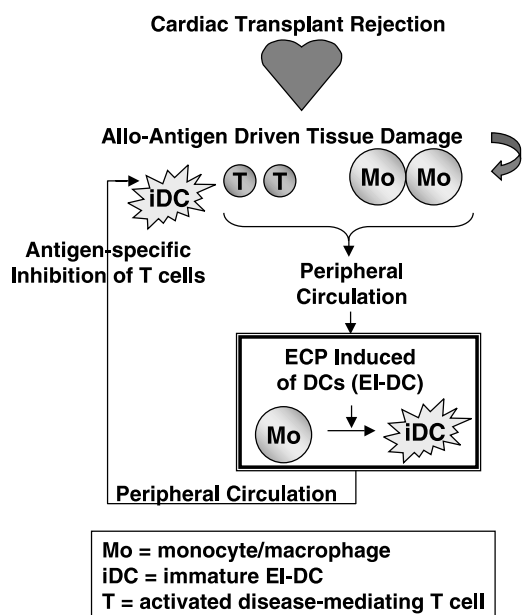 Cardiac Transplant Rejection
Allo-Antigen Driven Tissue Damage
iDC
T T
Mo Mo
Antigen-specific
Inhibition of T cells
Peripheral
Circulation
ECP Induced
of DCs (EI-DC)
Mo
iDC
Peripheral Circulation
Mo = monocyte/macrophage
iDC = immature EI-DC
T = activated disease-mediating T cell